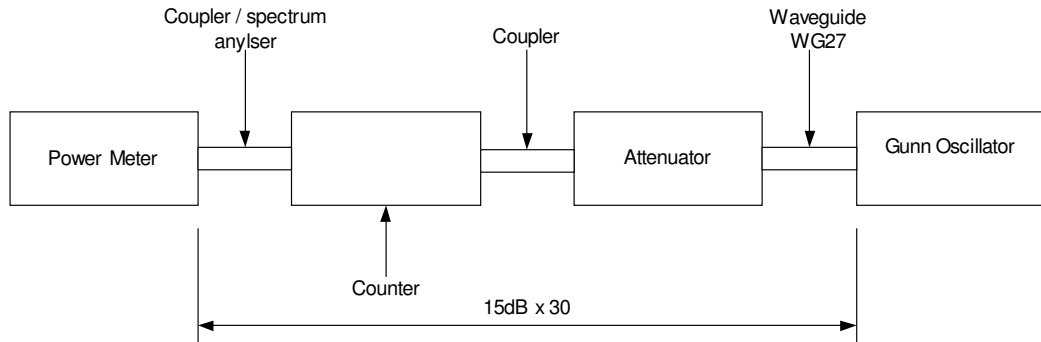 Coupler / spectrum
anylser
Coupler
Waveguide
WG27
Power Meter
Attenuator
Gunn Oscillator
Counter
15dB x 30